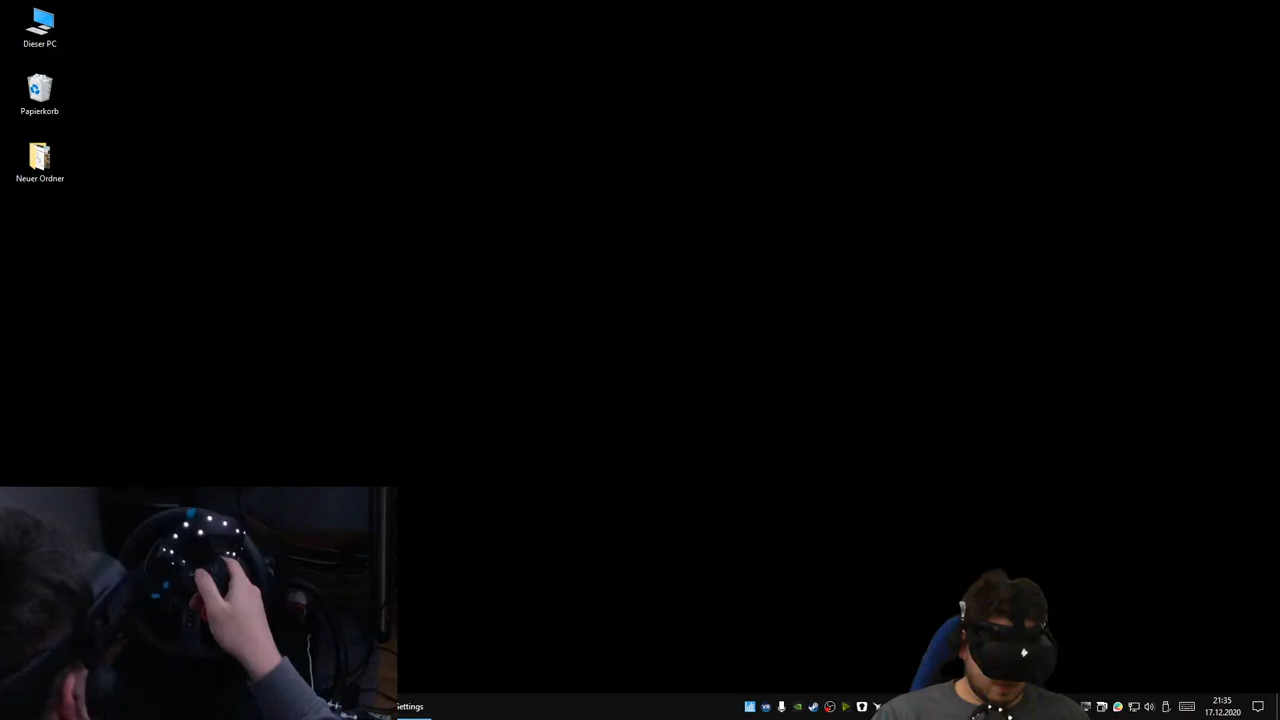 Dieser PC
Papierkorb
Neuer Ordner
Settings
21:35
17.12.2020